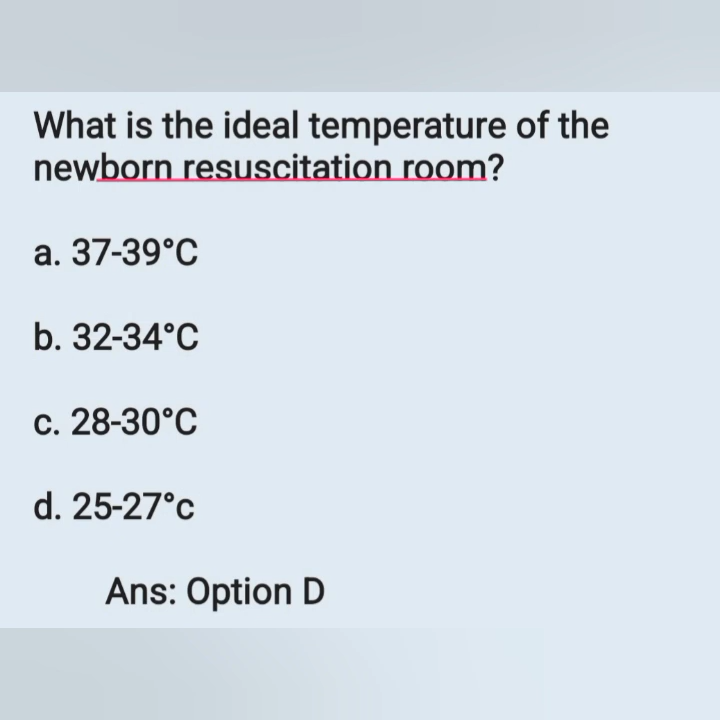 What is the ideal temperature of the
newborn resuscitation room?
a. 37-39°C
b. 32-34°C
c. 28-30°C
d. 25-27°c
Ans: Option D